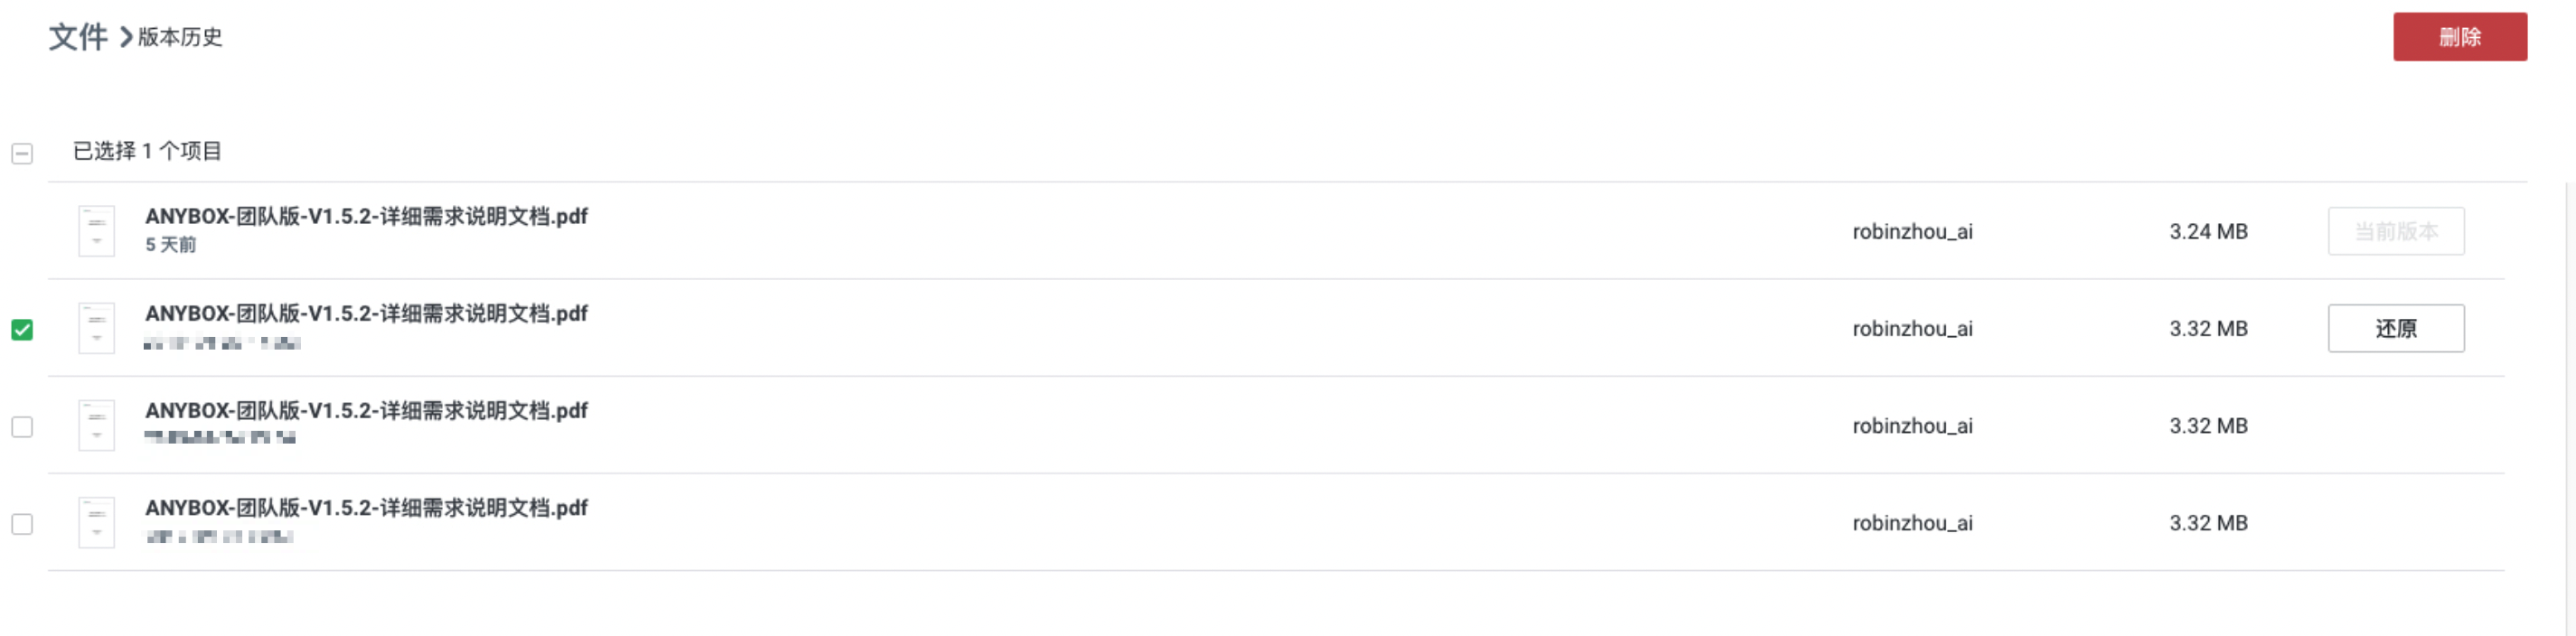 文件 > 版本历史
删除
已选择 1 个项目
ANYBOX-团队版-V1.5.2-详细需求说明文档.pdf
5 天前
robinzhou_ai
3.24 MB
当前版本
ANYBOX-团队版-V1.5.2-详细需求说明文档.pdf
robinzhou_ai
3.32 MB
还原
ANYBOX-团队版-V1.5.2-详细需求说明文档.pdf
robinzhou_ai
3.32 MB
ANYBOX-团队版-V1.5.2-详细需求说明文档.pdf
robinzhou_ai
3.32 MB